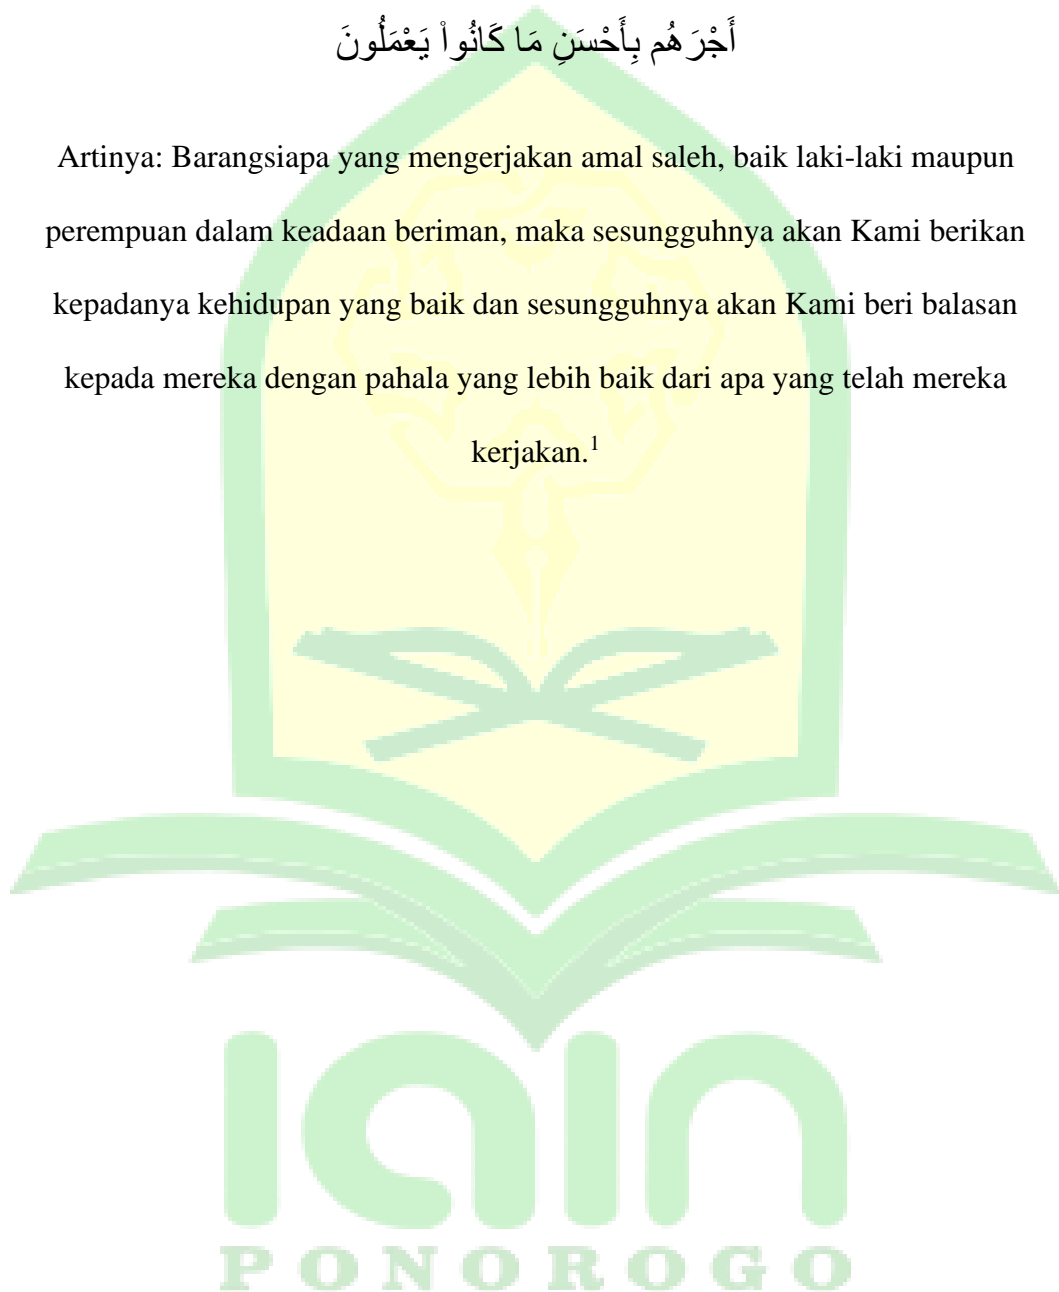 أَجْرَهُم بِأَحْسَنِ مَا كَانُواْ يَعْمَلُونَ
Artinya: Barangsiapa yang mengerjakan amal saleh, baik laki-laki maupun
perempuan dalam keadaan beriman, maka sesungguhnya akan Kami berikan
kepadanya kehidupan yang baik dan sesungguhnya akan Kami beri balasan
kepada mereka dengan pahala yang lebih baik dari apa yang telah mereka
kerjakan.¹
IAIN
PONOROGO